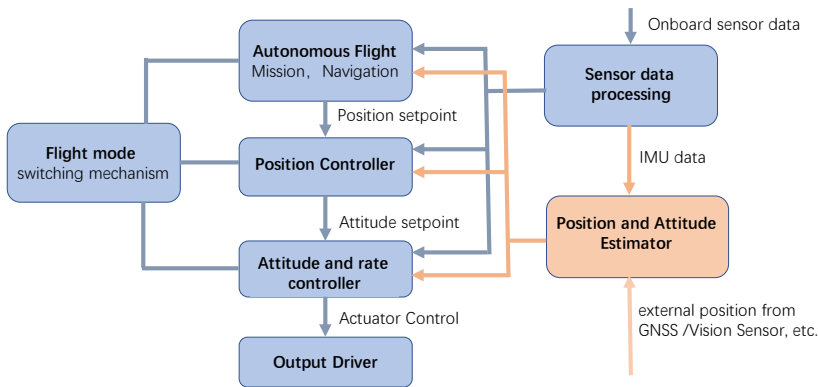 Onboard sensor data
Autonomous Flight
Mission, Navigation
Sensor data
processing
Position setpoint
Flight mode
switching mechanism
Position Controller
IMU data
Attitude setpoint
Position and Attitude
Estimator
Attitude and rate
controller
Actuator Control
external position from
GNSS /Vision Sensor, etc.
Output Driver